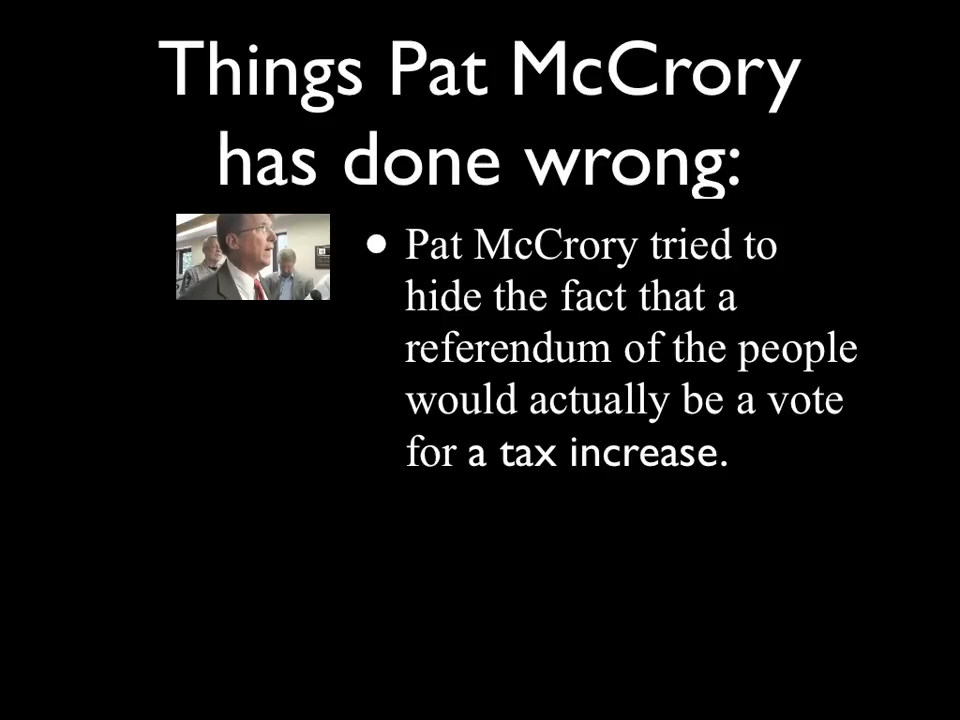 Things Pat McCrory
has done wrong:
• Pat McCrory tried to
hide the fact that a
referendum of the people
would actually be a vote
for a tax increase.